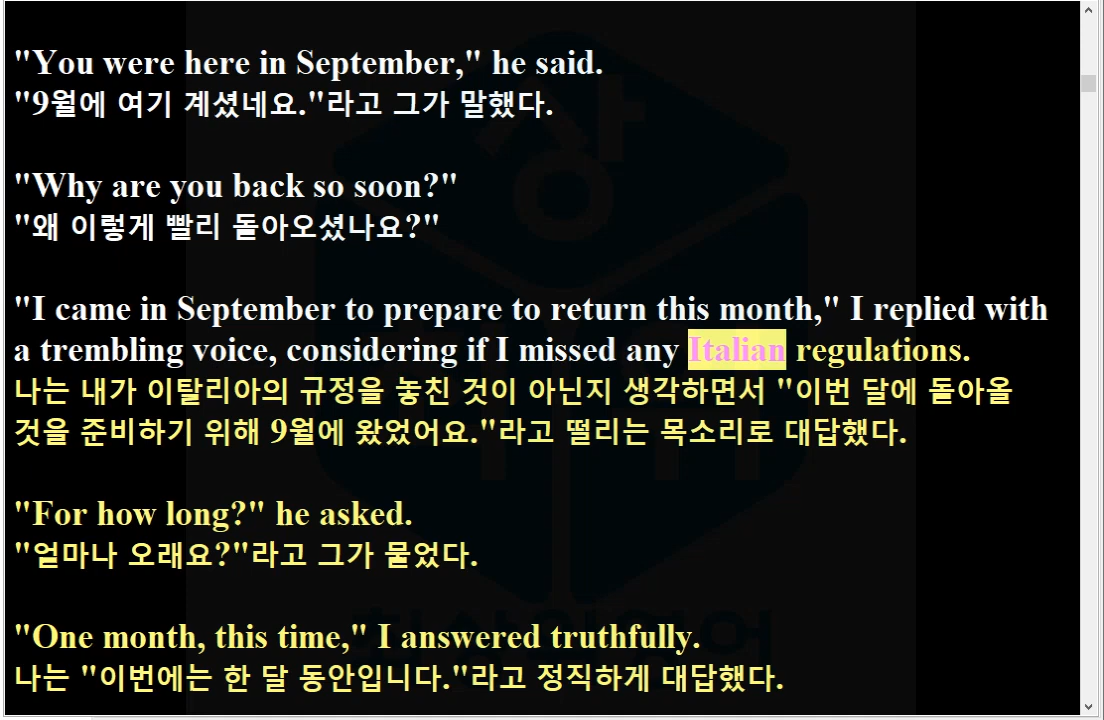 "You were here in September," he said.
"9월에 여기 계셨네요."라고 그가 말했다.
"Why are you back so soon?"
"왜 이렇게 빨리 돌아오셨나요?"
"I came in September to prepare to return this month," I replied with
a trembling voice, considering if I missed any Italian regulations.
나는 내가 이탈리아의 규정을 놓친 것이 아닌지 생각하면서 "이번 달에 돌아올
것을 준비하기 위해 9월에 왔었어요."라고 떨리는 목소리로 대답했다.
"For how long?" he asked.
"얼마나 오래요?"라고 그가 물었다.
"One month, this time," I answered truthfully.
나는 "이번에는 한 달 동안입니다."라고 정직하게 대답했다.